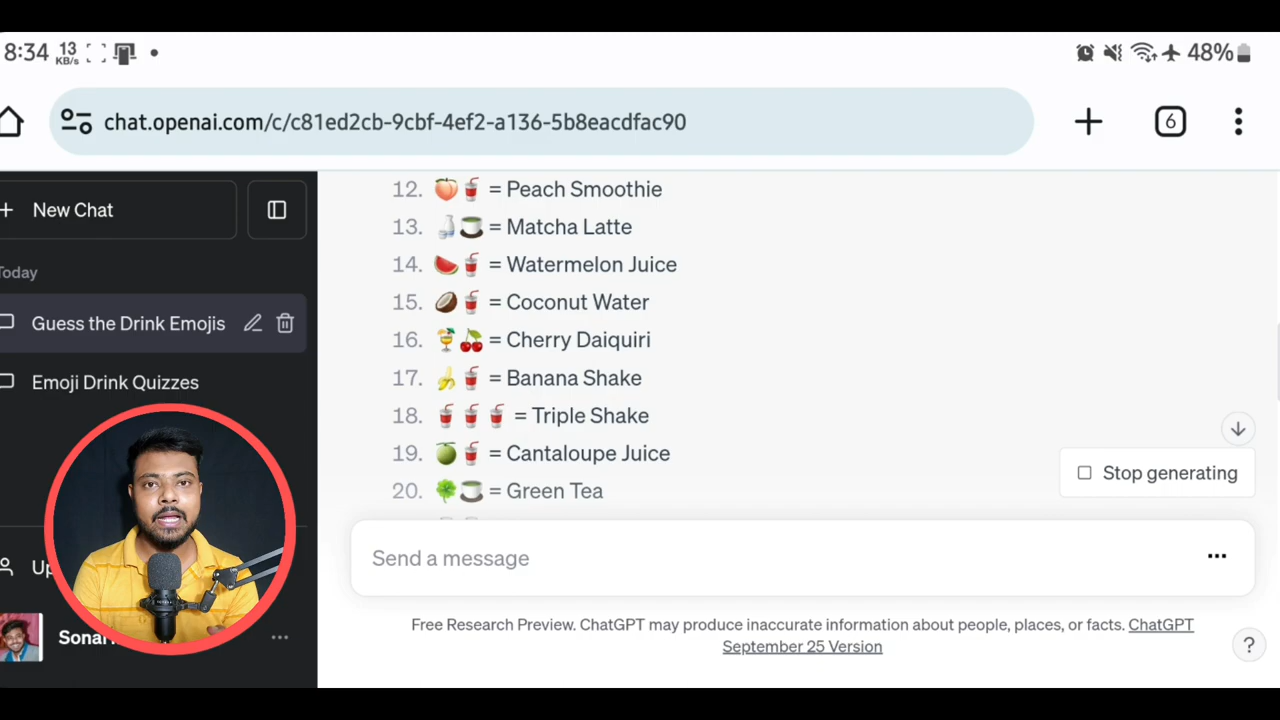 8:34 13 KB/s 48%
chat.openai.com/c/c81ed2cb-9cbf-4ef2-a136-5b8eacdfac90 6
New Chat
Today
Guess the Drink Emojis
Emoji Drink Quizzes
12. 🍑🥤 = Peach Smoothie
13. 🍶🍵 = Matcha Latte
14. 🍉🥤 = Watermelon Juice
15. 🥥🥤 = Coconut Water
16. 🍹🍒 = Cherry Daiquiri
17. 🍌🥤 = Banana Shake
18. 🥤🥤🥤 = Triple Shake
19. 🍈🥤 = Cantaloupe Juice
20. 🍀🍵 = Green Tea
Stop generating
Send a message
Free Research Preview. ChatGPT may produce inaccurate information about people, places, or facts. ChatGPT
September 25 Version
?